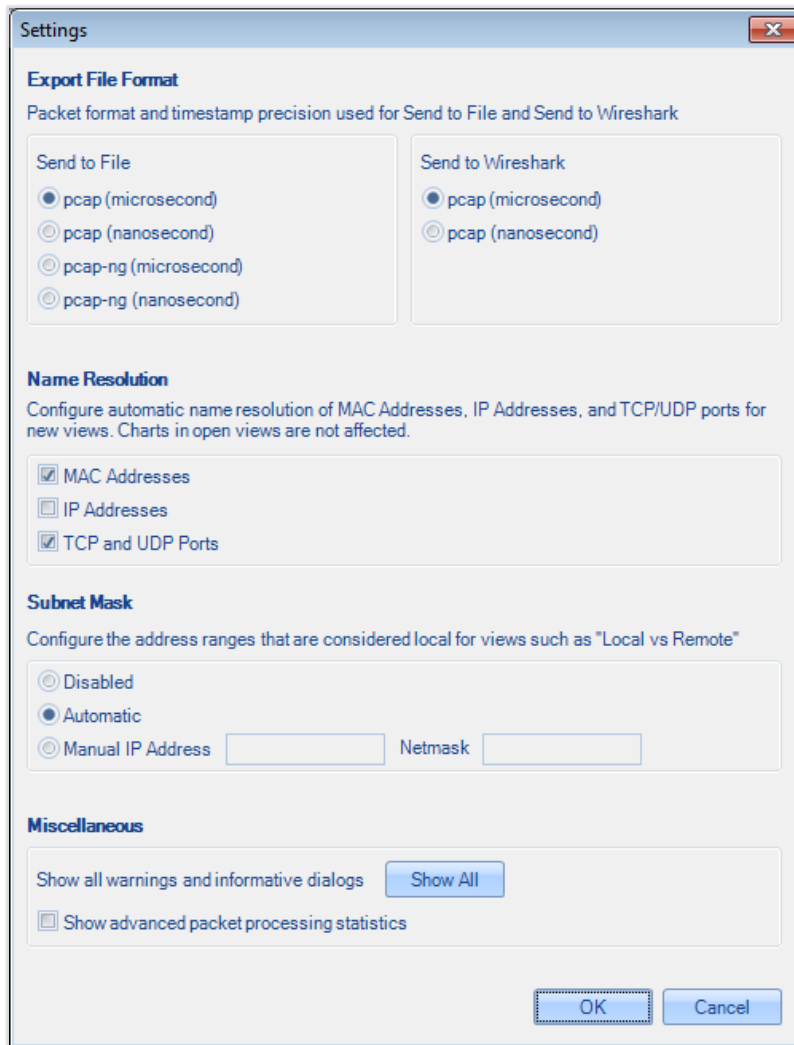 Settings
Export File Format
Packet format and timestamp precision used for Send to File and Send to Wireshark
Send to File
pcap (microsecond)
pcap (nanosecond)
pcap-ng (microsecond)
pcap-ng (nanosecond)
Send to Wireshark
pcap (microsecond)
pcap (nanosecond)
Name Resolution
Configure automatic name resolution of MAC Addresses, IP Addresses, and TCP/UDP ports for
new views. Charts in open views are not affected.
MAC Addresses
IP Addresses
TCP and UDP Ports
Subnet Mask
Configure the address ranges that are considered local for views such as "Local vs Remote"
Disabled
Automatic
Manual IP Address Netmask
Miscellaneous
Show all warnings and informative dialogs Show All
Show advanced packet processing statistics
OK Cancel